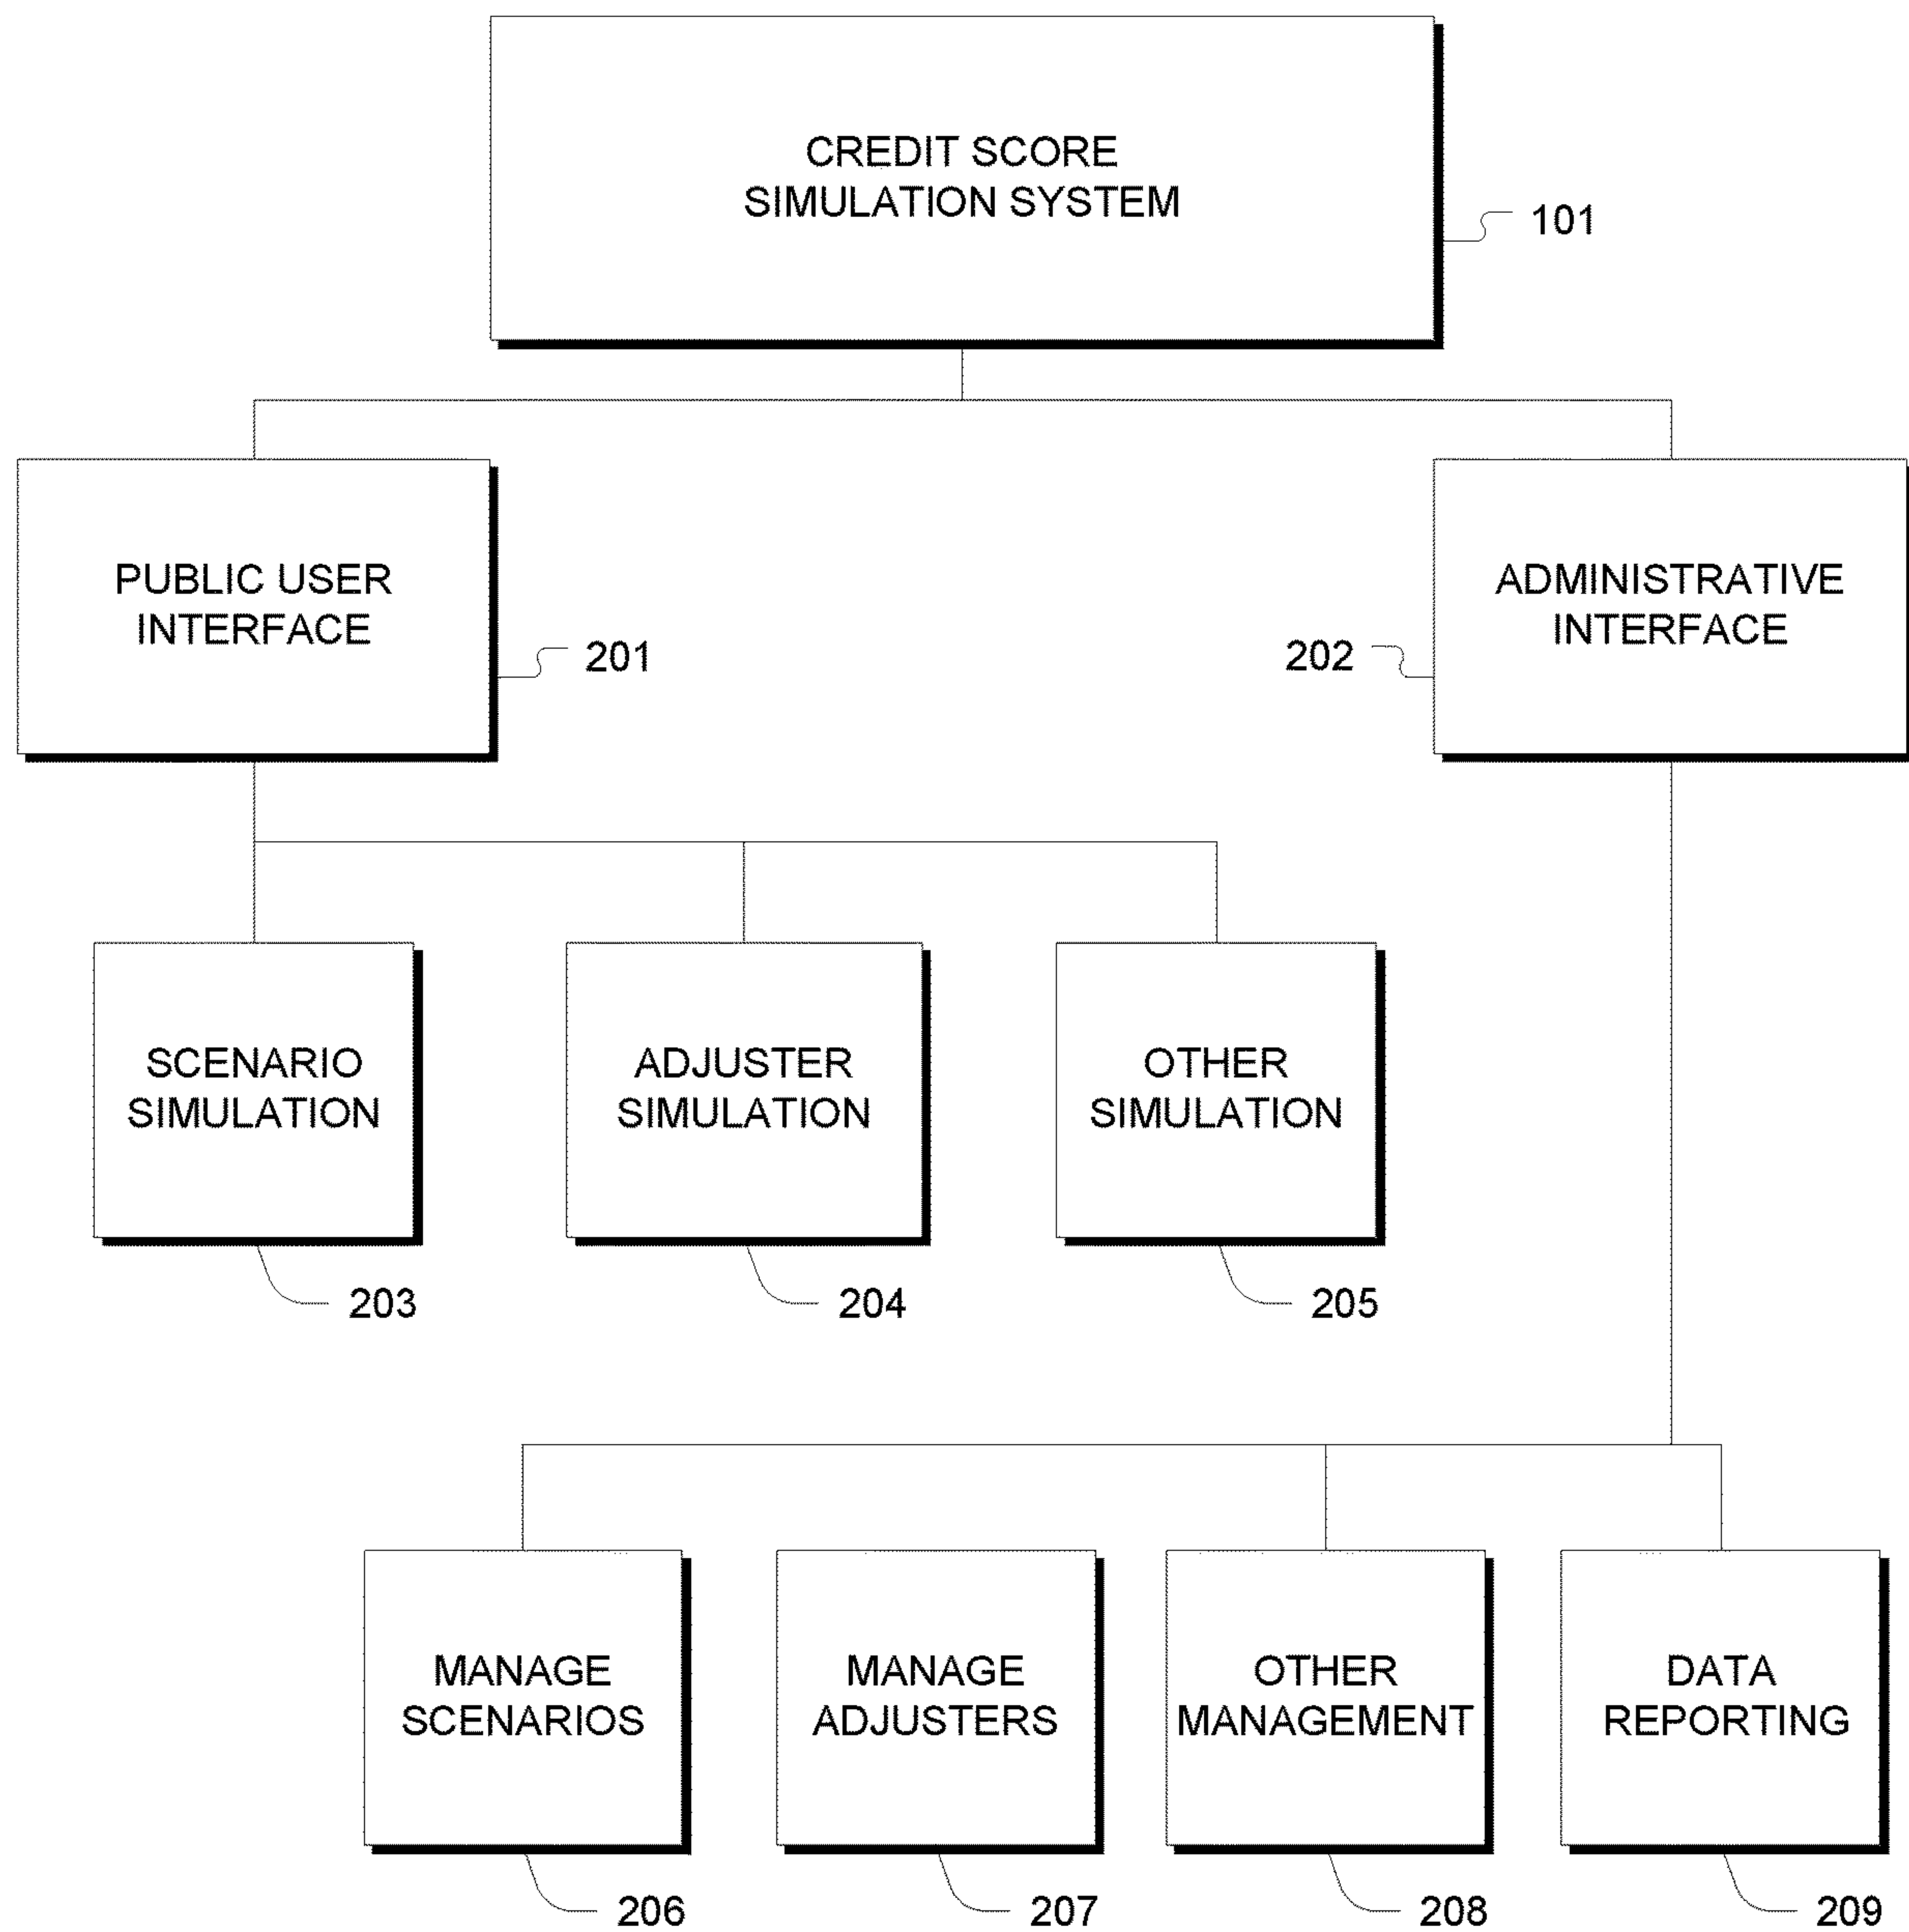 CREDIT SCORE
SIMULATION SYSTEM
101
PUBLIC USER
INTERFACE
201
ADMINISTRATIVE
INTERFACE
202
SCENARIO
SIMULATION
203
ADJUSTER
SIMULATION
204
OTHER
SIMULATION
205
MANAGE
SCENARIOS
206
MANAGE
ADJUSTERS
207
OTHER
MANAGEMENT
208
DATA
REPORTING
209